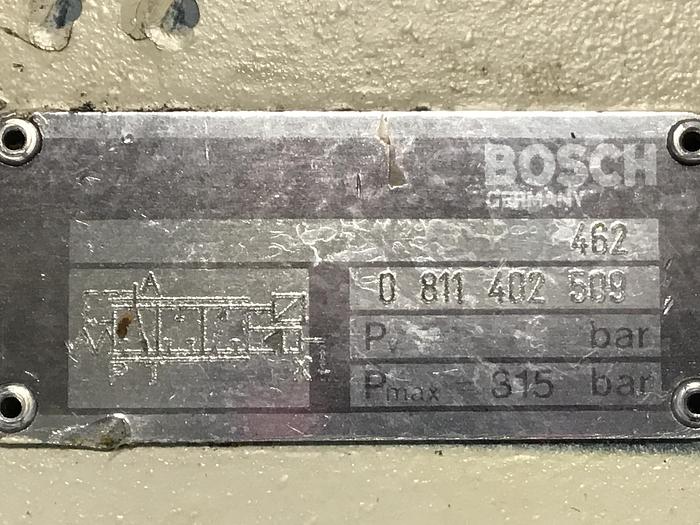 BOSCH
GERMANY
462
0 811 402 509
A
P bar
Pmax 315 bar